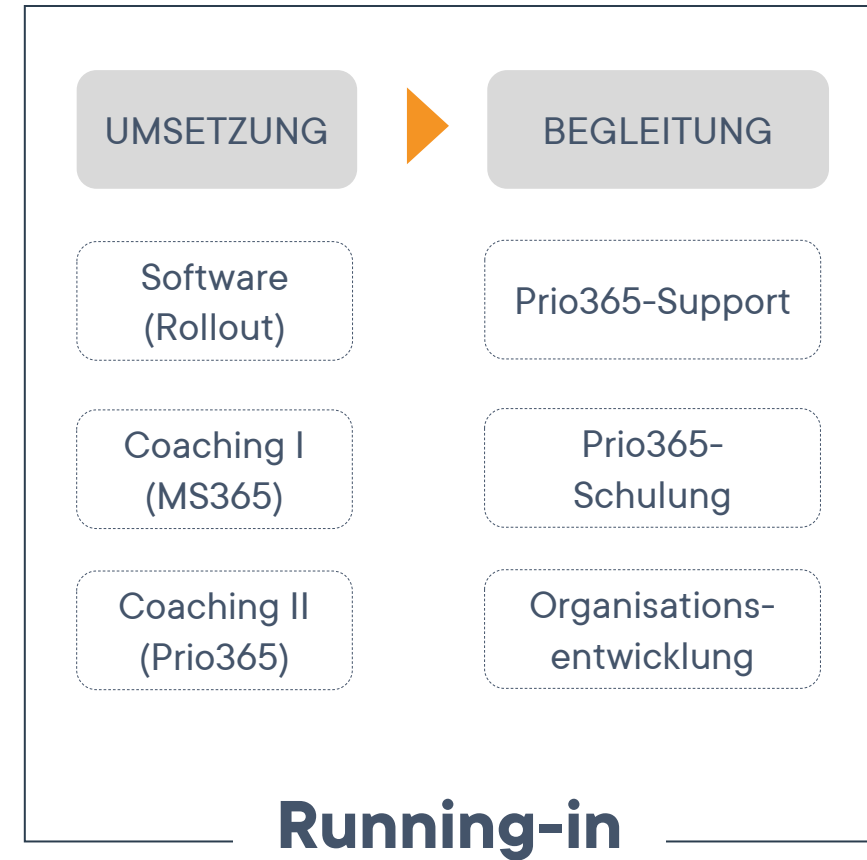 UMSETZUNG
BEGLEITUNG
Software
(Rollout)
Prio365-Support
Coaching I
(MS365)
Prio365-
Schulung
Coaching II
(Prio365)
Organisations-
entwicklung
Running-in